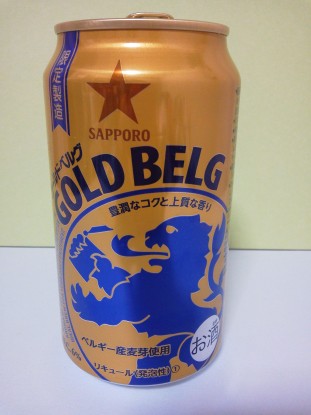 限定製造
SAPPORO
ールドベルグ
GOLD BELG
豊潤なコクと上質な香り
ベルギー産麦芽使用
お酒
リキュール(発泡性)①